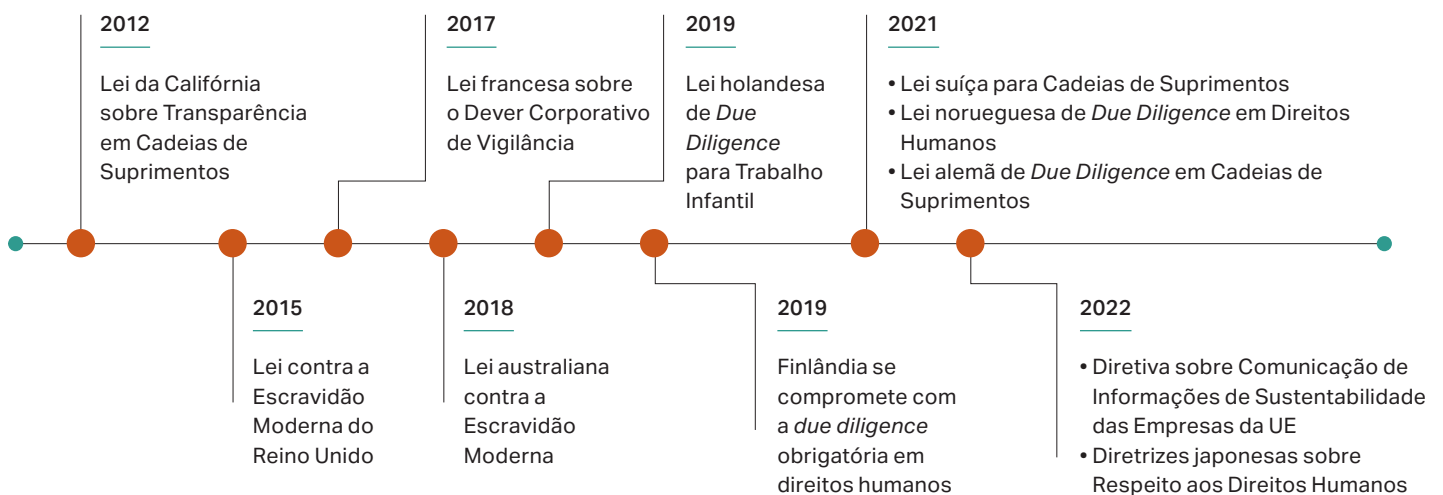 2012
Lei da Califórnia
sobre Transparência
em Cadeias de
Suprimentos
2017
Lei francesa sobre
o Dever Corporativo
de Vigilância
2019
Lei holandesa
de Due
Diligence
para Trabalho
Infantil
2021
• Lei suíça para Cadeias de Suprimentos
• Lei norueguesa de Due Diligence em Direitos
Humanos
• Lei alemã de Due Diligence em Cadeias de
Suprimentos
2015
Lei contra a
Escravidão
Moderna do
Reino Unido
2018
Lei australiana
contra a
Escravidão
Moderna
2019
Finlândia se
compromete com
a due diligence
obrigatória em
direitos humanos
2022
• Diretiva sobre Comunicação de
Informações de Sustentabilidade
das Empresas da UE
• Diretrizes japonesas sobre
Respeito aos Direitos Humanos